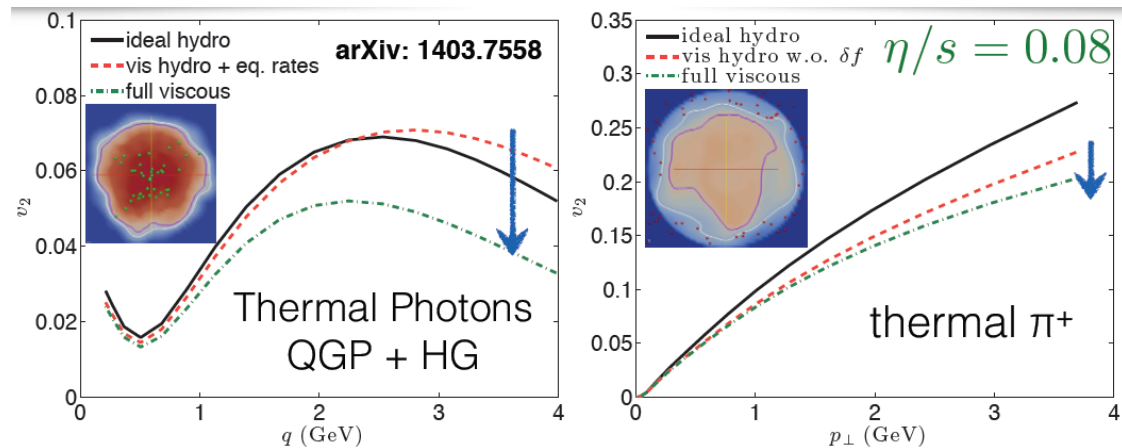 0.1
0.08
0.06
0.04
0.02
0
v₂
ideal hydro
vis hydro + eq. rates
full viscous
arXiv: 1403.7558
Thermal Photons
QGP + HG
0 1 2 3 4
q (GeV)
0.35
0.3
0.25
0.2
0.15
0.1
0.05
0
v₂
ideal hydro
vis hydro w.o. δf
full viscous
η/s = 0.08
thermal π⁺
0 1 2 3 4
p⊥ (GeV)